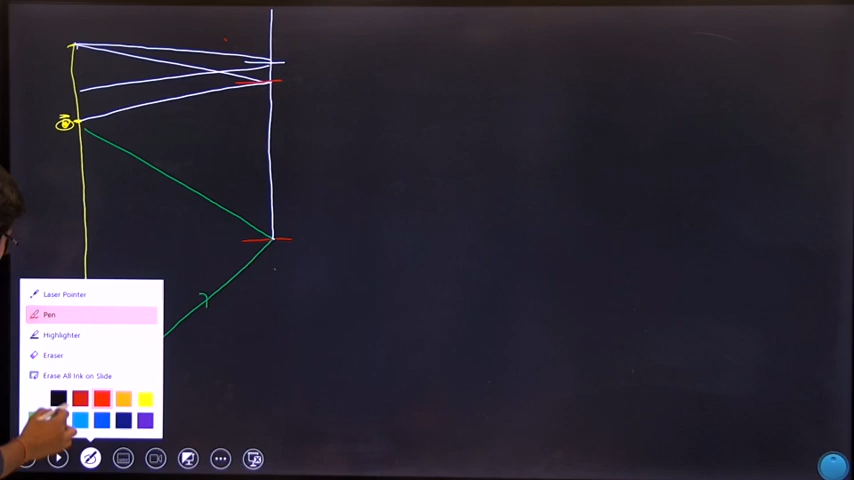 Laser Pointer
Pen
Highlighter
Eraser
Erase All Ink on Slide